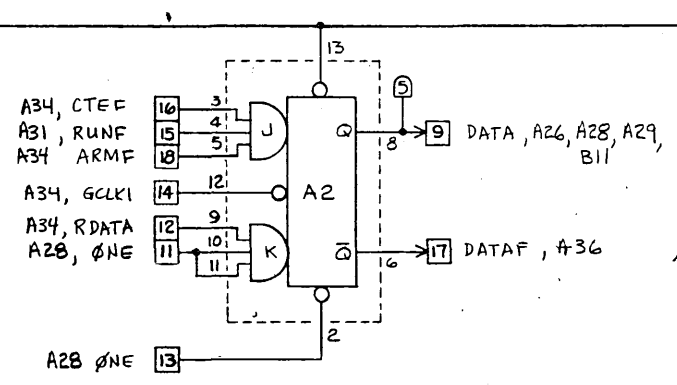 13
5
A34, CTEF 16 3
A31, RUNF 15 4 J Q 8 9 DATA, A26, A28, A29,
A34 ARMF 18 5 B11
A34, GCLK1 14 12 A2
A34, RDATA 12 9
A28, ØNE 11 10 11 K Q̅ 6 17 DATAF, A36
2
A28 ØNE 13